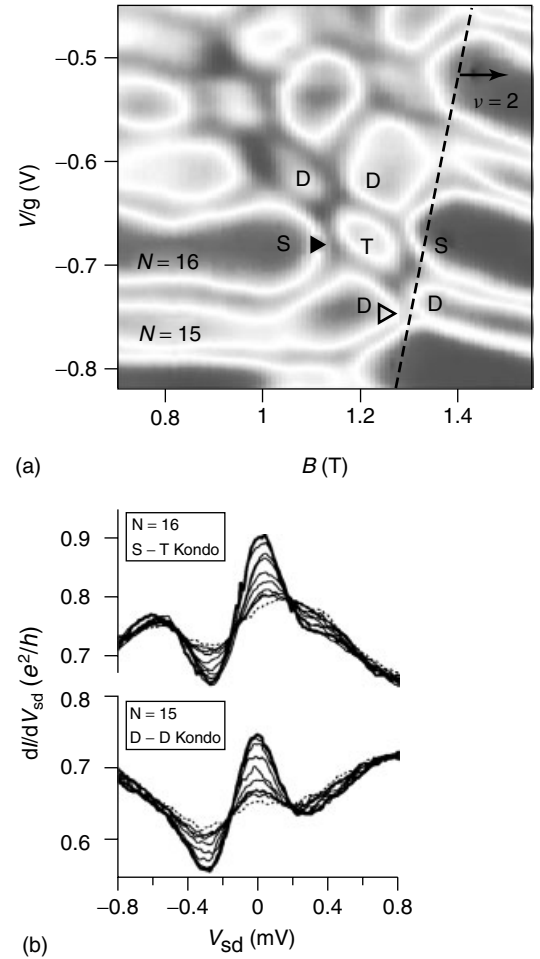 −0.5
−0.6
−0.7
−0.8
V/g (V)
ν = 2
D
D
S
T
S
N = 16
D
D
N = 15
0.8
1
1.2
1.4
(a)
B (T)
N = 16
S − T Kondo
0.9
0.8
0.7
N = 15
D − D Kondo
0.8
0.7
0.6
dI/dVsd (e²/h)
−0.8
−0.4
0
0.4
0.8
Vsd (mV)
(b)